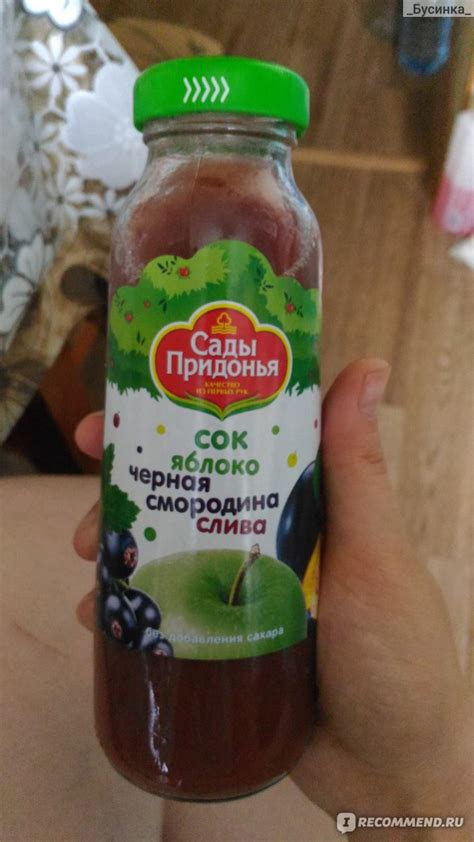 _Бусинка_
Сады
Придонья
КАЧЕСТВО
ИЗ ПЕРВЫХ РУК
сок
яблоко
черная
смородина
слива
без добавления сахара
I RECOMMEND.RU